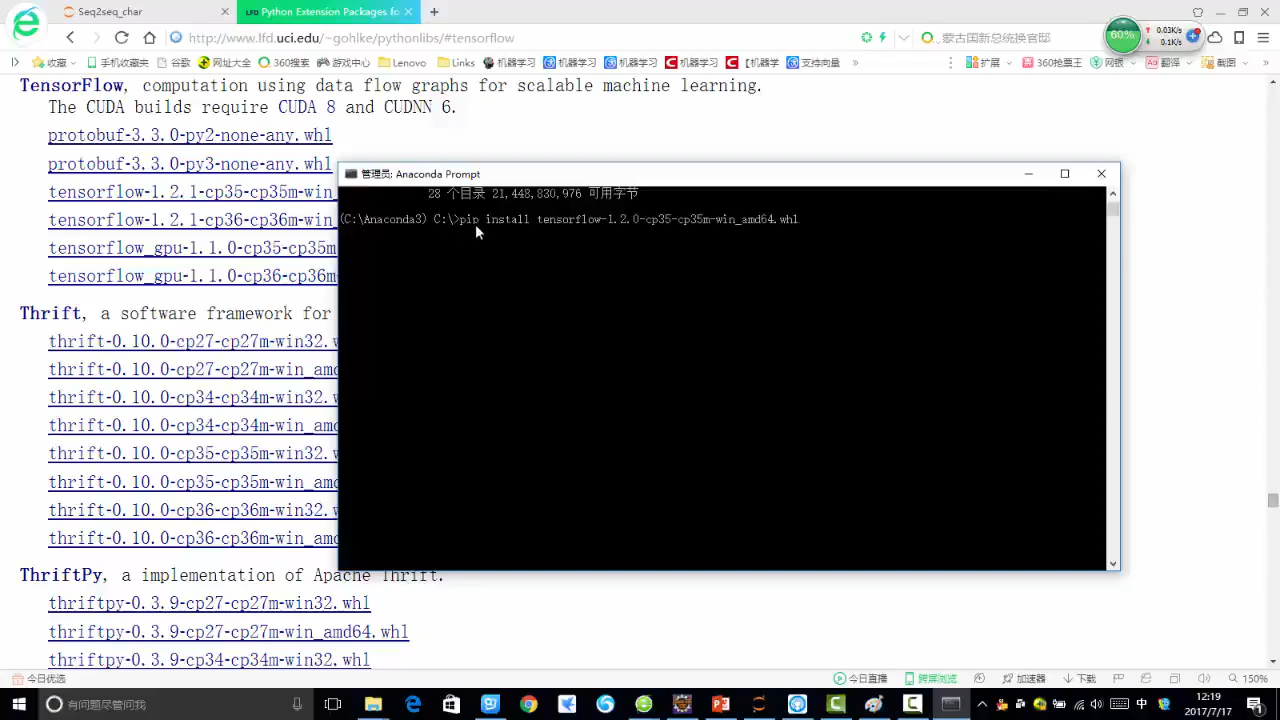 Seq2seq_char
LFD Python Extension Packages fo
http://www.lfd.uci.edu/~gohlke/pythonlibs/#tensorflow
蒙古国新总统换官邸
60%
0.03K/s
0.1K/s
收藏
手机收藏夹
谷歌
网址大全
360搜索
游戏中心
Lenovo
Links
机器学习
机器学习
机器学习
机器学习
【机器学
支持向量
»
扩展
360抢票王
网银
翻译
截图
»
TensorFlow, computation using data flow graphs for scalable machine learning.
The CUDA builds require CUDA 8 and CUDNN 6.
protobuf-3.3.0-py2-none-any.whl
protobuf-3.3.0-py3-none-any.whl
tensorflow-1.2.1-cp35-cp35m-win_
tensorflow-1.2.1-cp36-cp36m-win_
tensorflow_gpu-1.1.0-cp35-cp35m
tensorflow_gpu-1.1.0-cp36-cp36m
管理员: Anaconda Prompt
28 个目录 21,448,830,976 可用字节
(C:\Anaconda3) C:\>pip install tensorflow-1.2.0-cp35-cp35m-win_amd64.whl
Thrift, a software framework for
thrift-0.10.0-cp27-cp27m-win32.w
thrift-0.10.0-cp27-cp27m-win_amd
thrift-0.10.0-cp34-cp34m-win32.w
thrift-0.10.0-cp34-cp34m-win_amd
thrift-0.10.0-cp35-cp35m-win32.w
thrift-0.10.0-cp35-cp35m-win_amd
thrift-0.10.0-cp36-cp36m-win32.w
thrift-0.10.0-cp36-cp36m-win_amd
ThriftPy, a implementation of Apache Thrift.
thriftpy-0.3.9-cp27-cp27m-win32.whl
thriftpy-0.3.9-cp27-cp27m-win_amd64.whl
thriftpy-0.3.9-cp34-cp34m-win32.whl
今日优选
今日直播
跨屏浏览
加速器
下载
150%
有问题尽管问我
中
12:19
2017/7/17